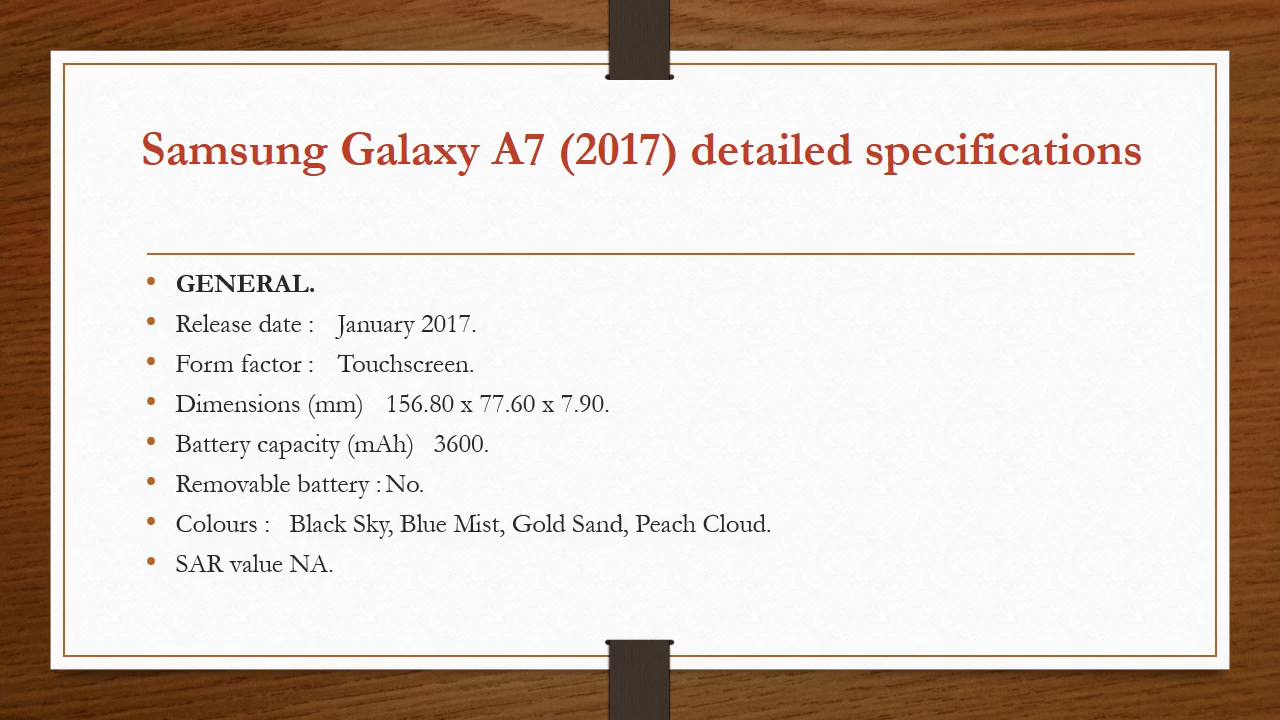 Samsung Galaxy A7 (2017) detailed specifications
• GENERAL.
• Release date : January 2017.
• Form factor : Touchscreen.
• Dimensions (mm) 156.80 x 77.60 x 7.90.
• Battery capacity (mAh) 3600.
• Removable battery : No.
• Colours : Black Sky, Blue Mist, Gold Sand, Peach Cloud.
• SAR value NA.